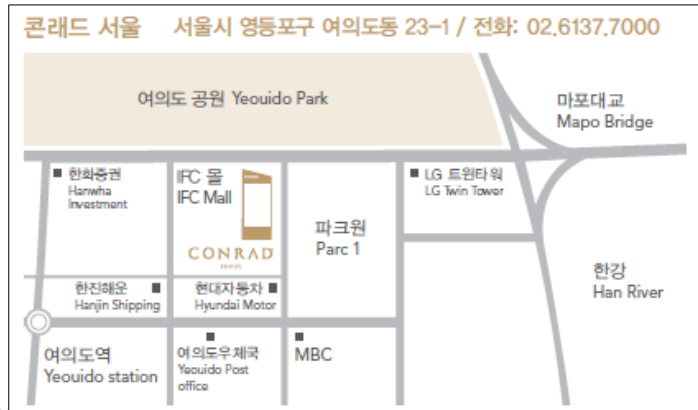 콘래드 서울 서울시 영등포구 여의도동 23-1 / 전화: 02.6137.7000
여의도 공원 Yeouido Park
마포대교
Mapo Bridge
한화증권
Hanwha
Investment
IFC 몰
IFC Mall
CONRAD
SEOUL
파크원
Parc 1
LG 트윈타워
LG Twin Tower
한강
Han River
한진해운
Hanjin Shipping
현대자동차
Hyundai Motor
여의도역
Yeouido station
여의도우체국
Yeouido Post
office
MBC